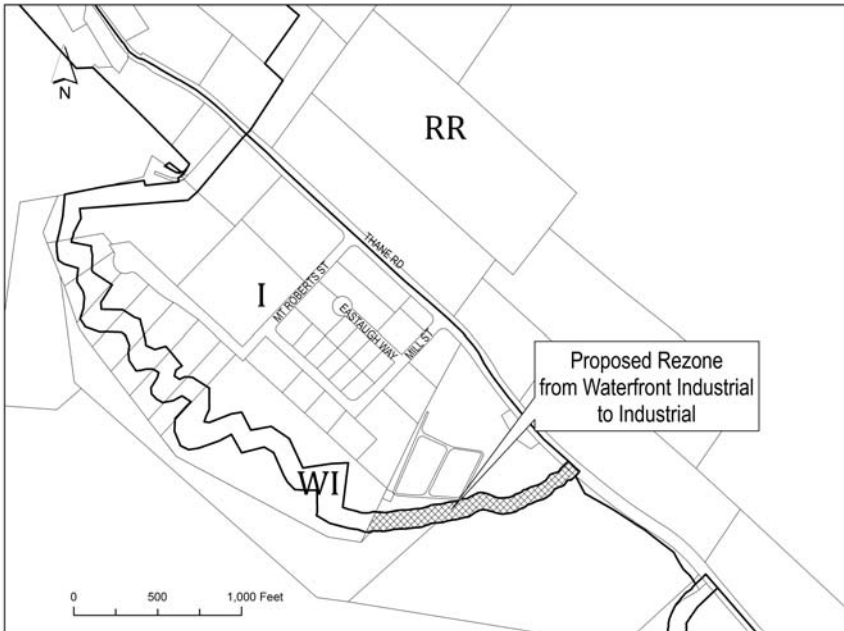 RR
N
THANE RD
I
MT ROBERTS ST
EASTAUGH WAY
MILL ST
Proposed Rezone
from Waterfront Industrial
to Industrial
WI
0 500 1,000 Feet